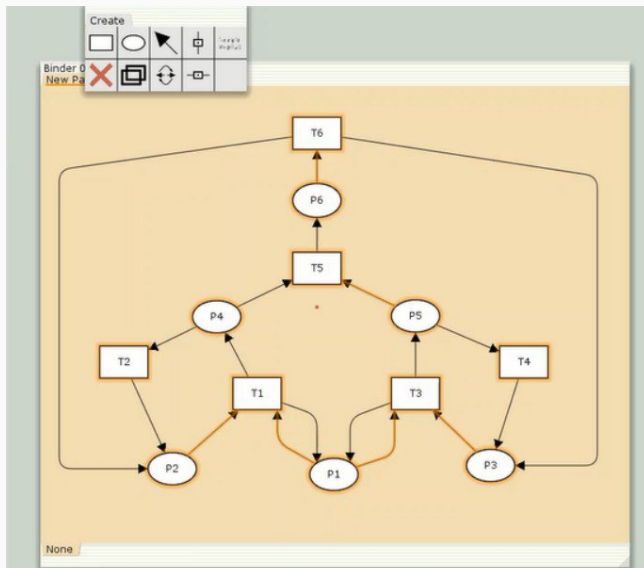 Create
Binder 0
New Pa
T6
P6
T5
P4
P5
T2
T4
T1
T3
P2
P1
P3
None